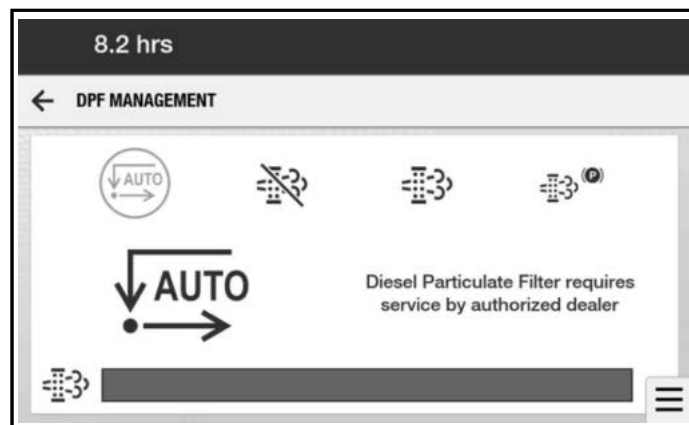 8.2 hrs
DPF MANAGEMENT
AUTO
(P)
AUTO
Diesel Particulate Filter requires
service by authorized dealer